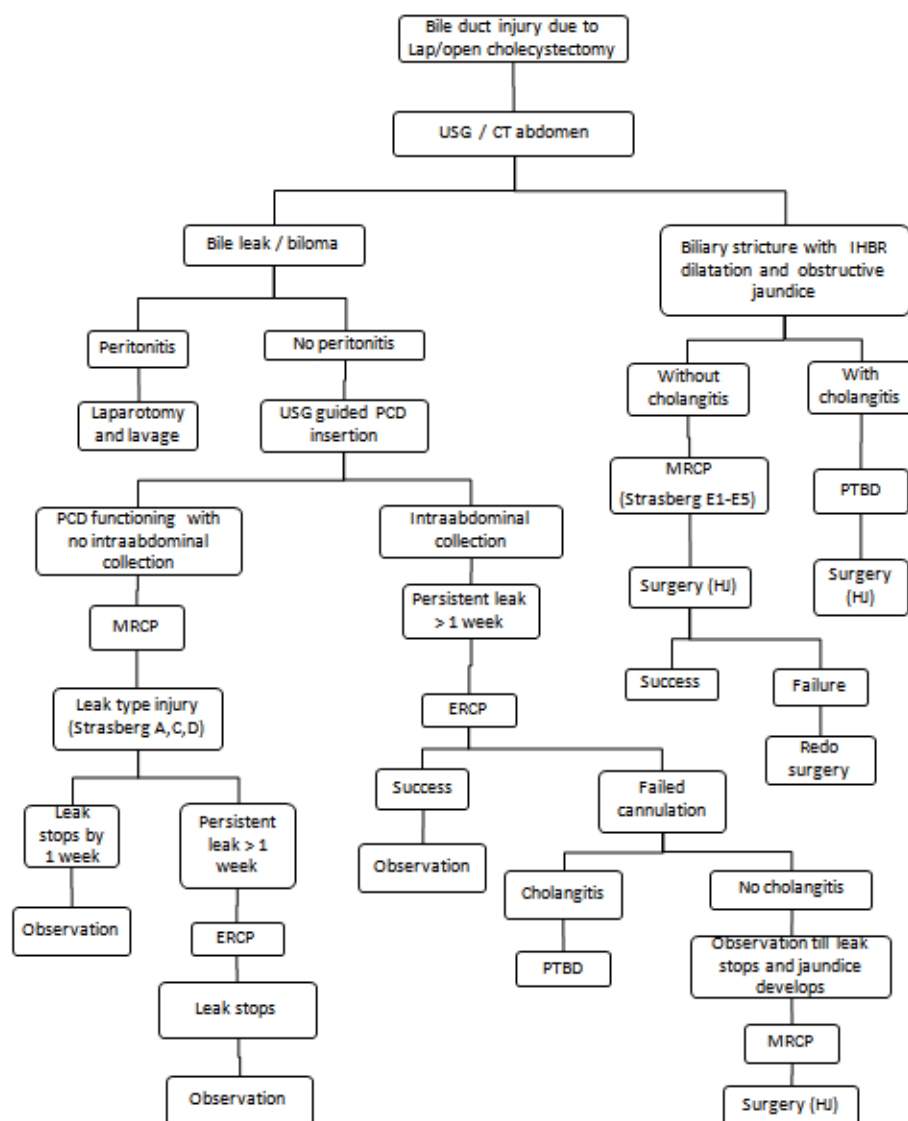 Bile duct injury due to
Lap/open cholecystectomy
USG / CT abdomen
Bile leak / biloma
Biliary stricture with IHBR
dilatation and obstructive
jaundice
Peritonitis
No peritonitis
Without
cholangitis
With
cholangitis
Laparotomy
and lavage
USG guided PCD
insertion
MRCP
(Strasberg E1-E5)
PTBD
PCD functioning with
no intraabdominal
collection
Intraabdominal
collection
Surgery (HJ)
Surgery
(HJ)
MRCP
Persistent leak
> 1 week
Success
Failure
Leak type injury
(Strasberg A,C,D)
ERCP
Redo
surgery
Leak
stops by
1 week
Persistent
leak > 1
week
Success
Failed
cannulation
Observation
Observation
ERCP
Cholangitis
No cholangitis
PTBD
Observation till leak
stops and jaundice
develops
Leak stops
MRCP
Observation
Surgery (HJ)